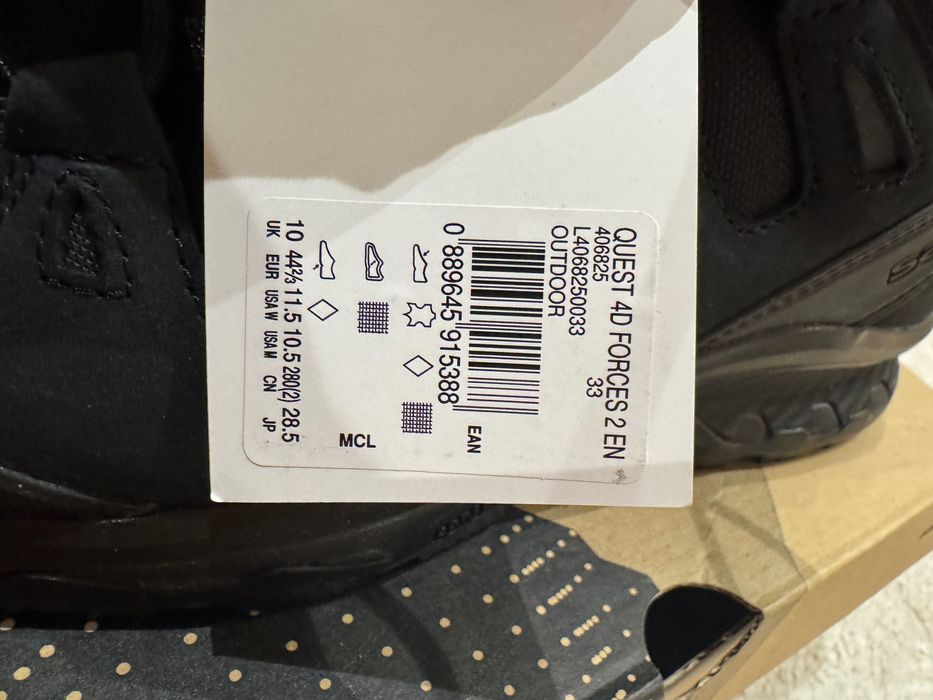 QUEST 4D FORCES 2 EN
406825 33
L4068250033
OUTDOOR
EAN
0 889645 915388
MCL
10 44⅔ 11.5 10.5 280(2) 28.5
UK EUR USA W USA M CN JP